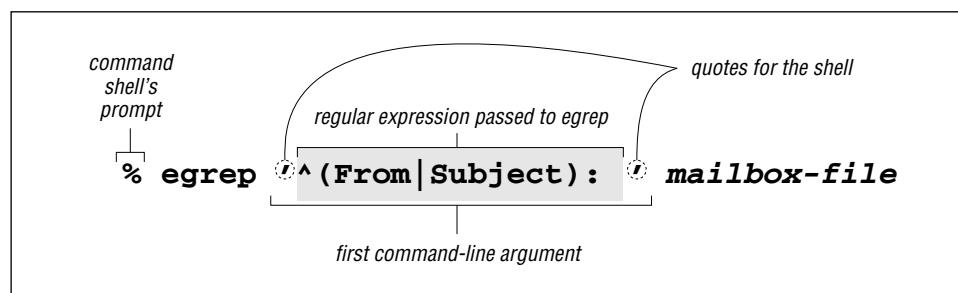 command
shell’s
prompt
quotes for the shell
regular expression passed to egrep
% egrep '^(From|Subject): ' mailbox-file
first command-line argument